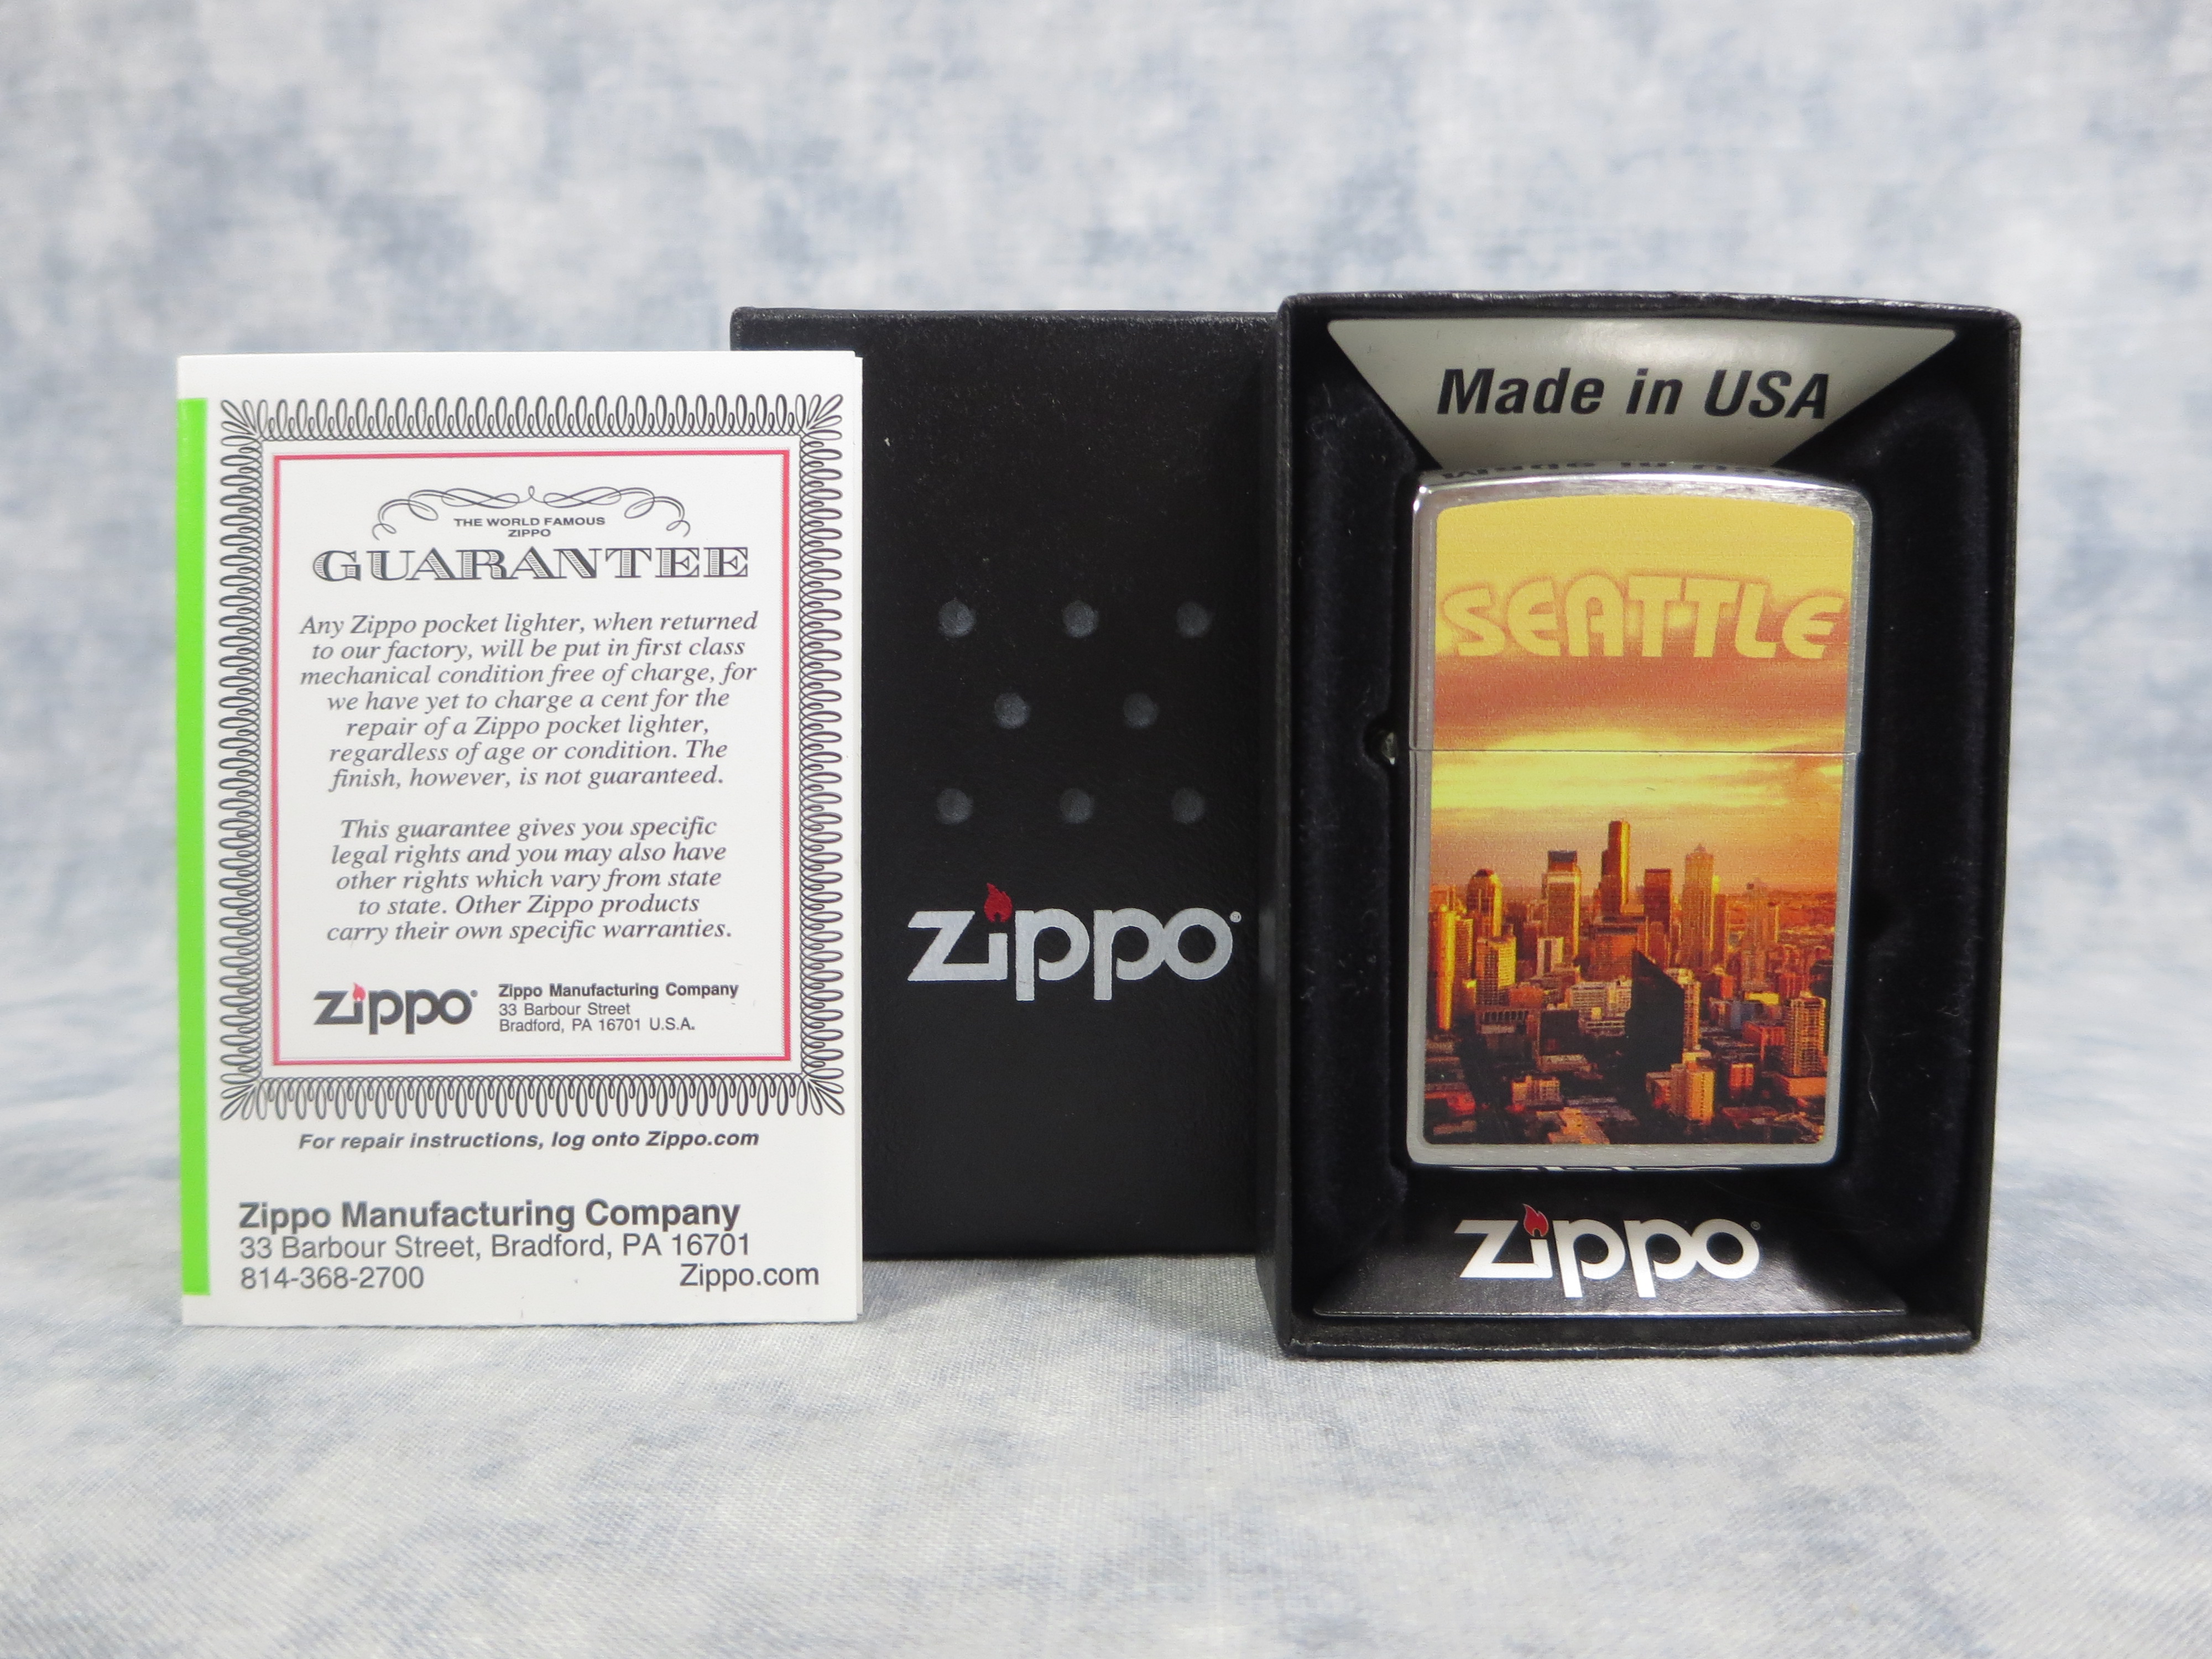 THE WORLD FAMOUS
ZIPPO
GUARANTEE
Any Zippo pocket lighter, when returned
to our factory, will be put in first class
mechanical condition free of charge, for
we have yet to charge a cent for the
repair of a Zippo pocket lighter,
regardless of age or condition. The
finish, however, is not guaranteed.
This guarantee gives you specific
legal rights and you may also have
other rights which vary from state
to state. Other Zippo products
carry their own specific warranties.
Zippo
Zippo Manufacturing Company
33 Barbour Street
Bradford, PA 16701 U.S.A.
For repair instructions, log onto Zippo.com
Zippo Manufacturing Company
33 Barbour Street, Bradford, PA 16701
814-368-2700 Zippo.com
Zippo®
Made in USA
SEATTLE
Zippo®